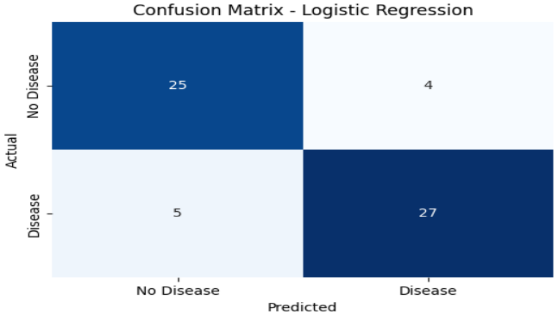 Confusion Matrix - Logistic Regression
No Disease
25
4
Actual
Disease
5
27
No Disease
Disease
Predicted